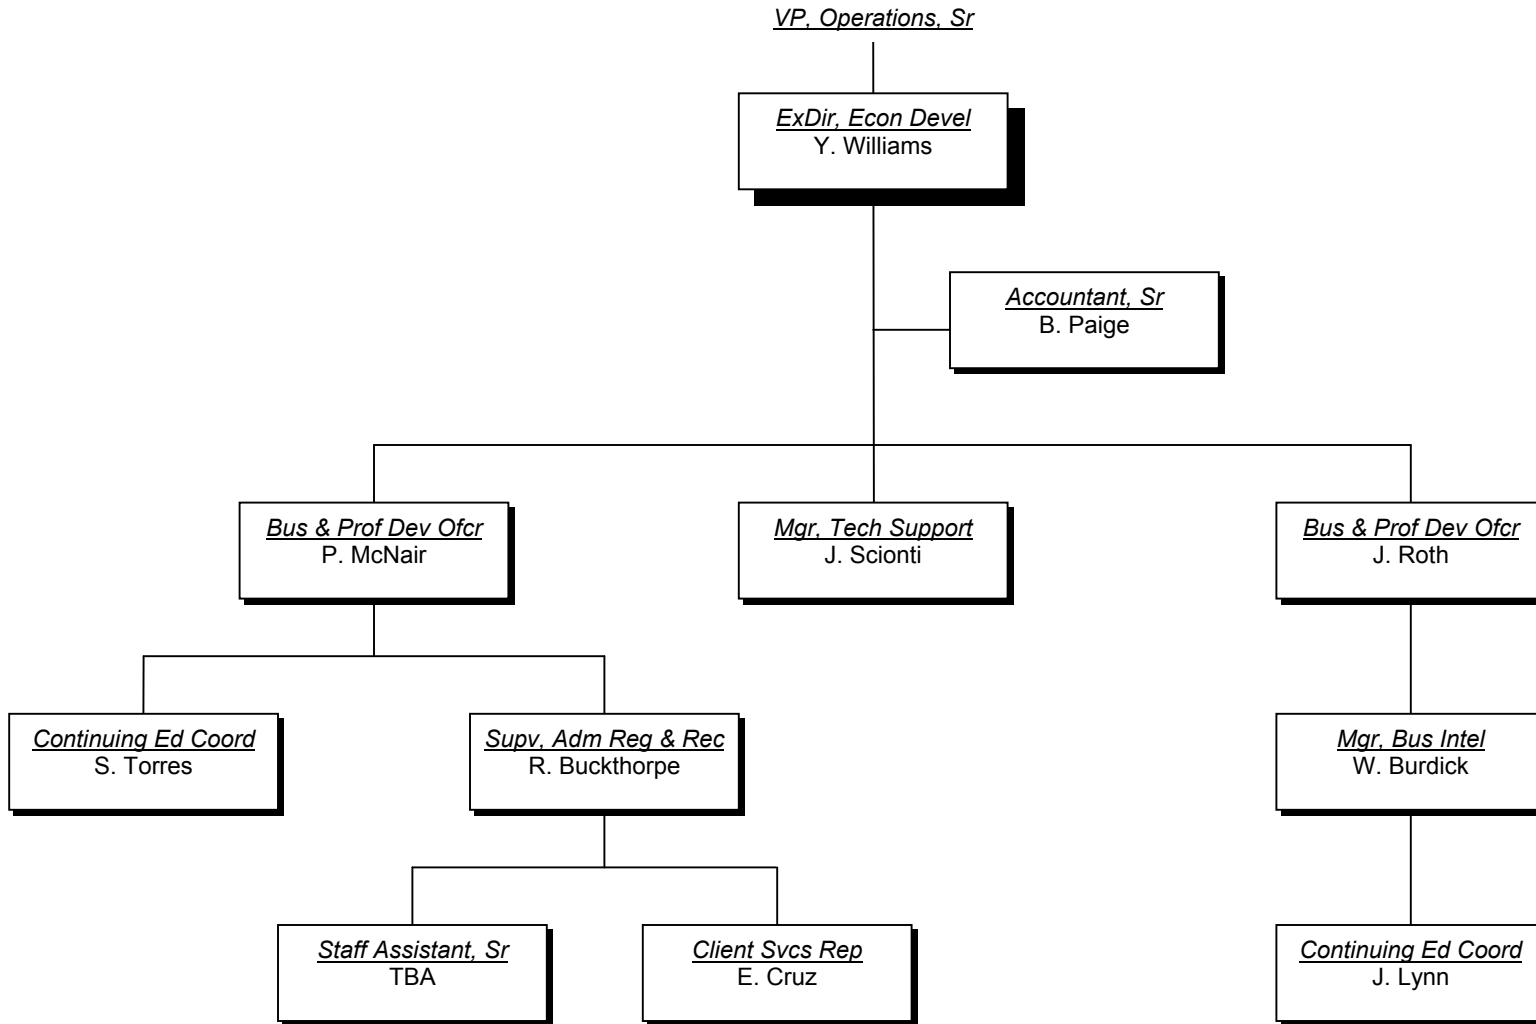 VP, Operations, Sr
ExDir, Econ Devel
Y. Williams
Accountant, Sr
B. Paige
Bus & Prof Dev Ofcr
P. McNair
Mgr, Tech Support
J. Scionti
Bus & Prof Dev Ofcr
J. Roth
Continuing Ed Coord
S. Torres
Supv, Adm Reg & Rec
R. Buckthorpe
Mgr, Bus Intel
W. Burdick
Staff Assistant, Sr
TBA
Client Svcs Rep
E. Cruz
Continuing Ed Coord
J. Lynn